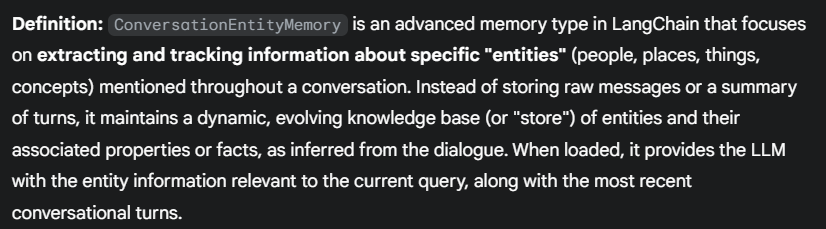 Definition: ConversationEntityMemory is an advanced memory type in LangChain that focuses
on extracting and tracking information about specific "entities" (people, places, things,
concepts) mentioned throughout a conversation. Instead of storing raw messages or a summary
of turns, it maintains a dynamic, evolving knowledge base (or "store") of entities and their
associated properties or facts, as inferred from the dialogue. When loaded, it provides the LLM
with the entity information relevant to the current query, along with the most recent
conversational turns.